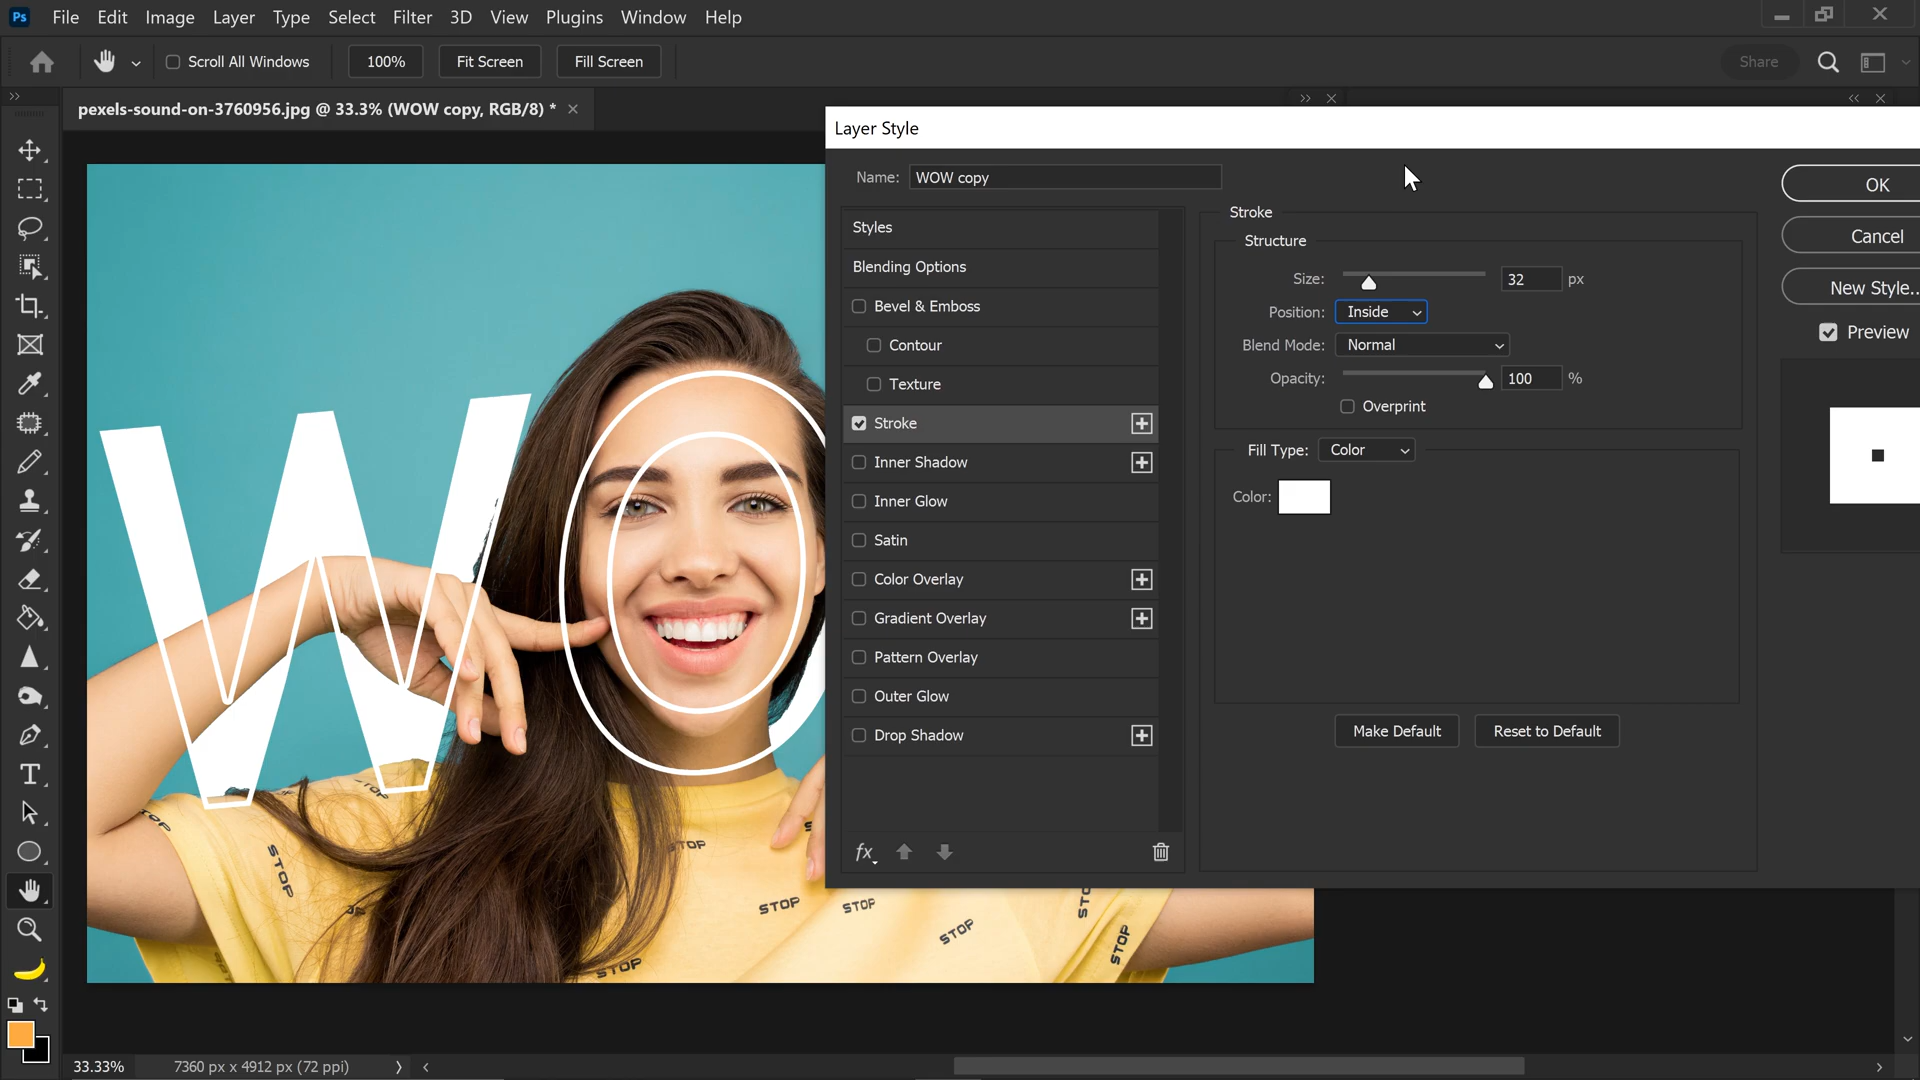 Ps File Edit Image Layer Type Select Filter 3D View Plugins Window Help
Scroll All Windows 100% Fit Screen Fill Screen Share
pexels-sound-on-3760956.jpg @ 33.3% (WOW copy, RGB/8) *
Layer Style
Name: WOW copy
OK
Cancel
New Style..
Preview
Styles
Blending Options
Bevel & Emboss
Contour
Texture
Stroke
Inner Shadow
Inner Glow
Satin
Color Overlay
Gradient Overlay
Pattern Overlay
Outer Glow
Drop Shadow
fx
Stroke
Structure
Size: 32 px
Position: Inside
Blend Mode: Normal
Opacity: 100 %
Overprint
Fill Type: Color
Color:
Make Default Reset to Default
WO
STOP
STOP
STOP
STOP
STOP
STOP
STOP
STOP
STOP
33.33% 7360 px x 4912 px (72 ppi)